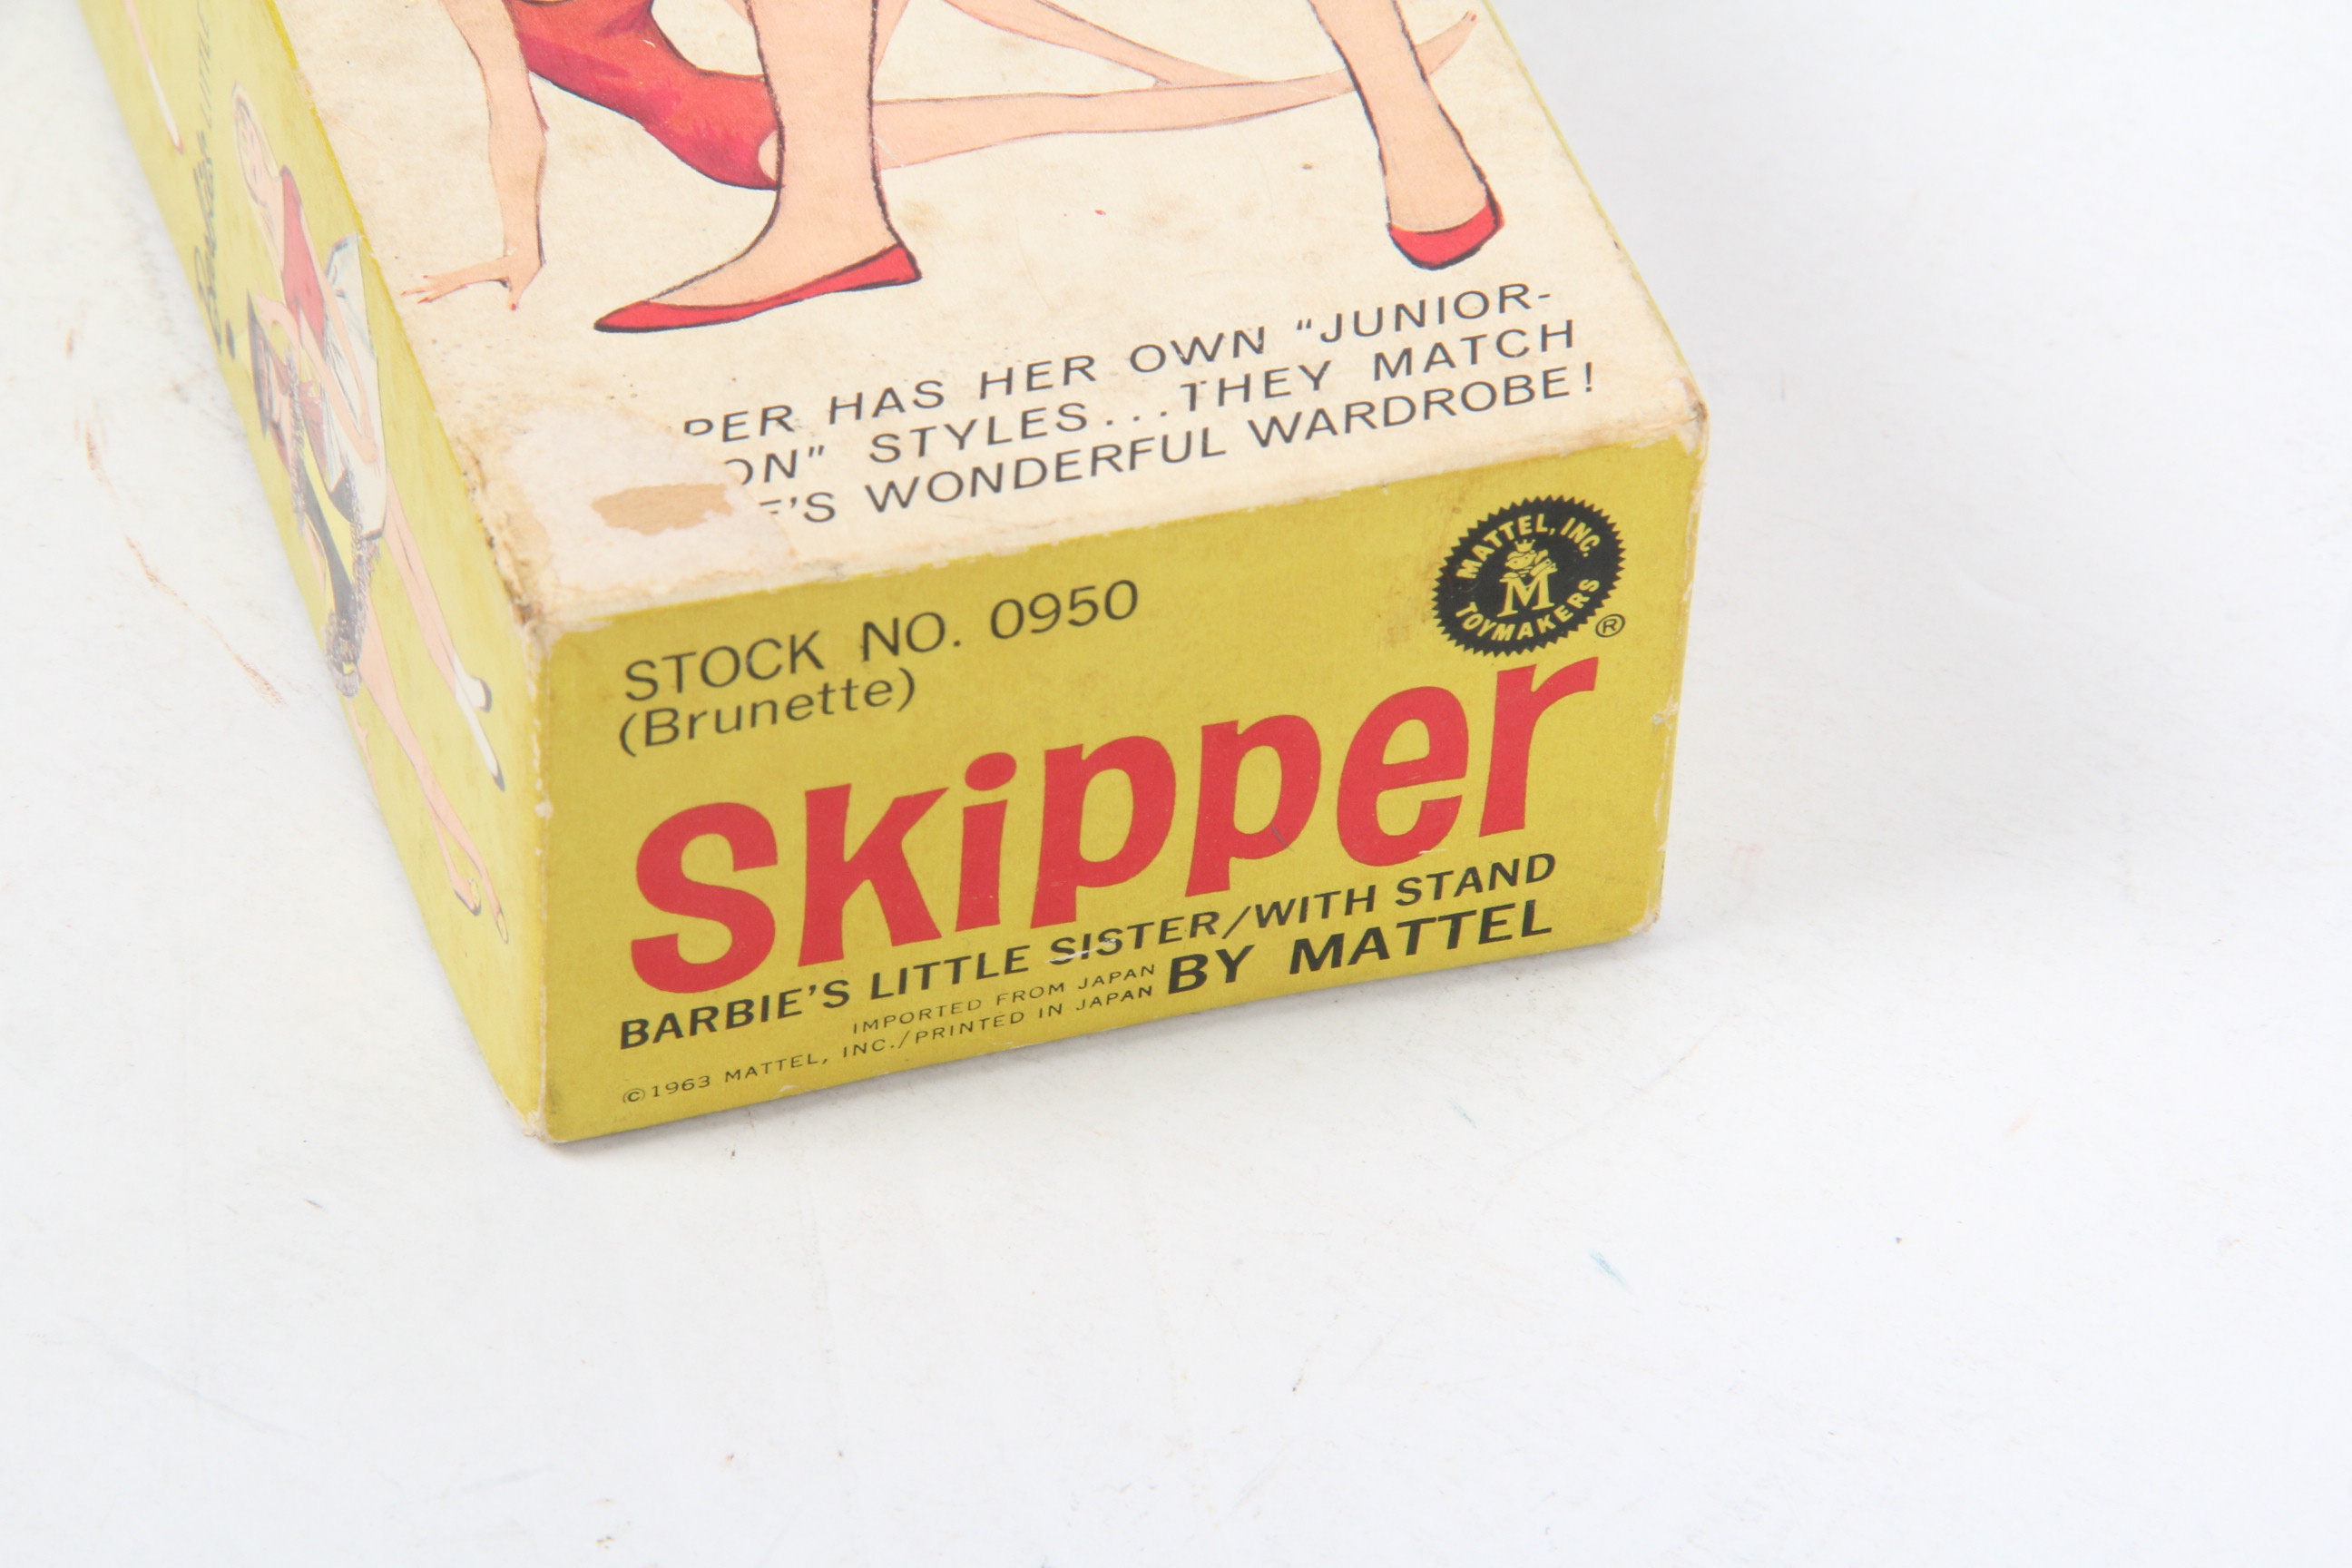 PER HAS HER OWN "JUNIOR-
ON" STYLES...THEY MATCH
E'S WONDERFUL WARDROBE!
STOCK NO. 0950
(Brunette)
MATTEL, INC.
M
TOYMAKERS
®
Skipper
BARBIE'S LITTLE SISTER/WITH STAND
IMPORTED FROM JAPAN
©1963 MATTEL, INC./PRINTED IN JAPAN
BY MATTEL